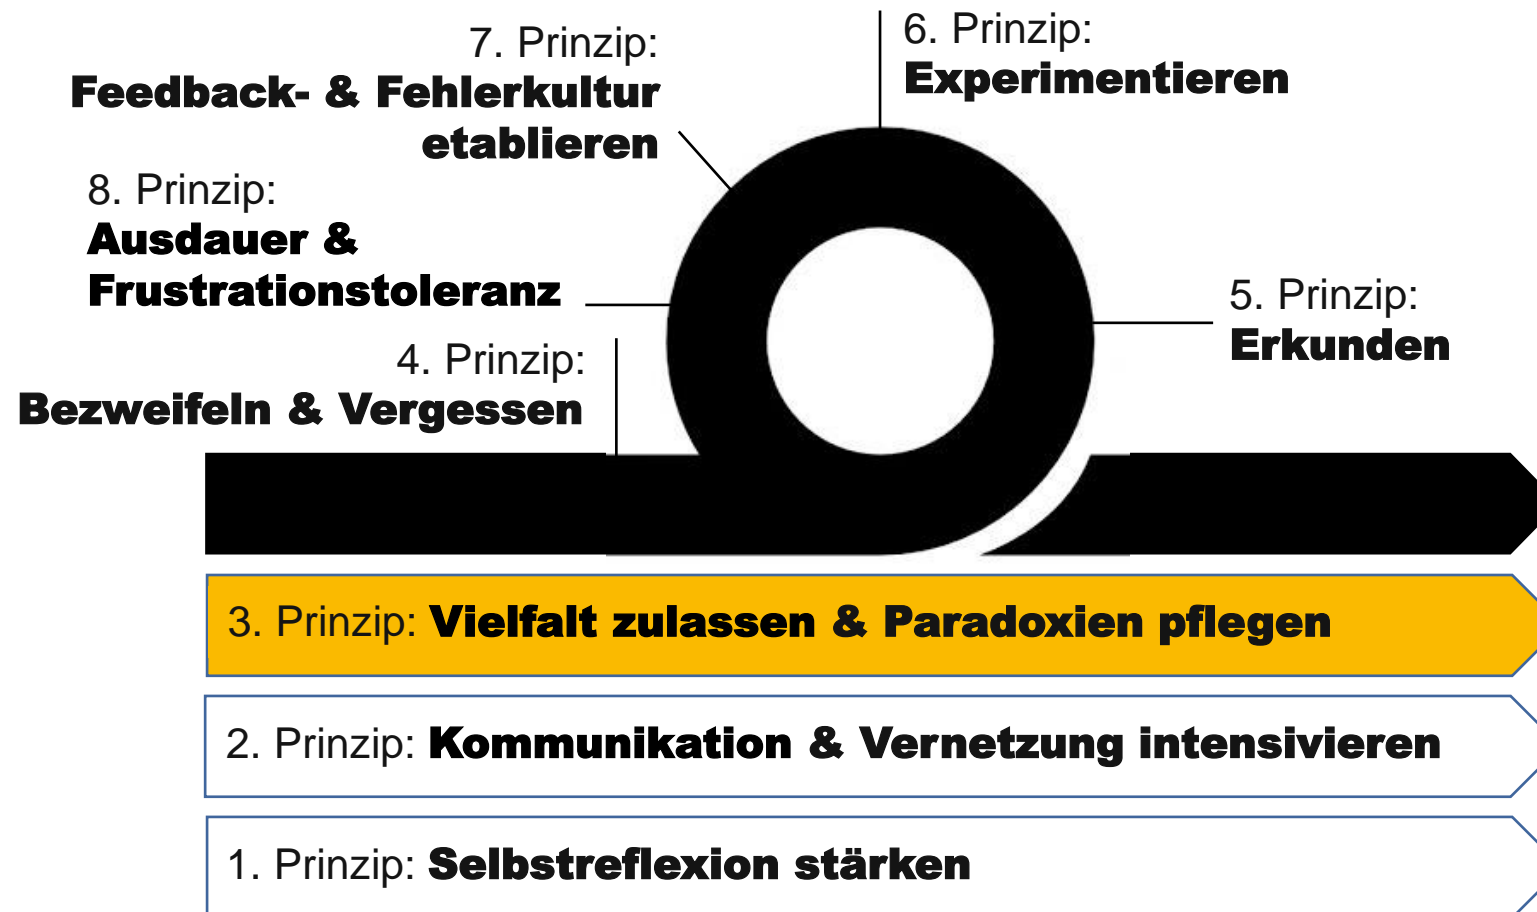 7. Prinzip:
Feedback- & Fehlerkultur
etablieren
6. Prinzip:
Experimentieren
8. Prinzip:
Ausdauer &
Frustrationstoleranz
5. Prinzip:
Erkunden
4. Prinzip:
Bezweifeln & Vergessen
3. Prinzip: Vielfalt zulassen & Paradoxien pflegen
2. Prinzip: Kommunikation & Vernetzung intensivieren
1. Prinzip: Selbstreflexion stärken